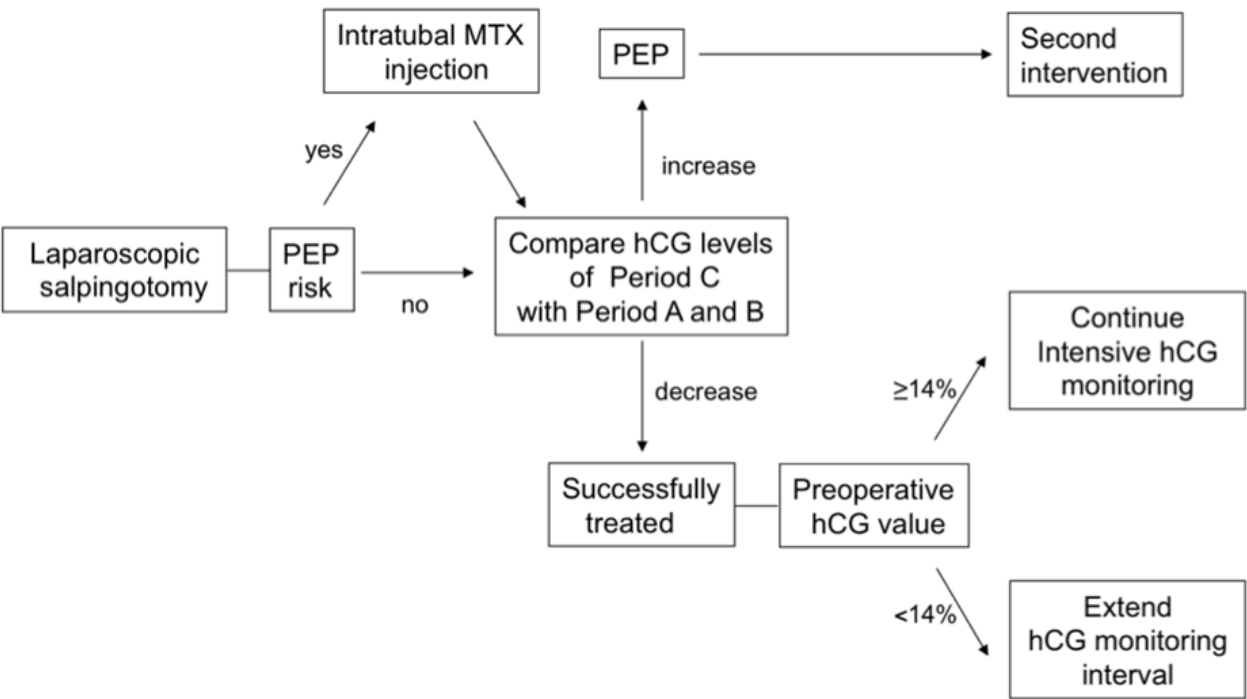 Intratubal MTX
injection
PEP
Second
intervention
yes
increase
Laparoscopic
salpingotomy
PEP
risk
no
Compare hCG levels
of Period C
with Period A and B
decrease
Continue
Intensive hCG
monitoring
≥14%
Successfully
treated
Preoperative
hCG value
<14%
Extend
hCG monitoring
interval